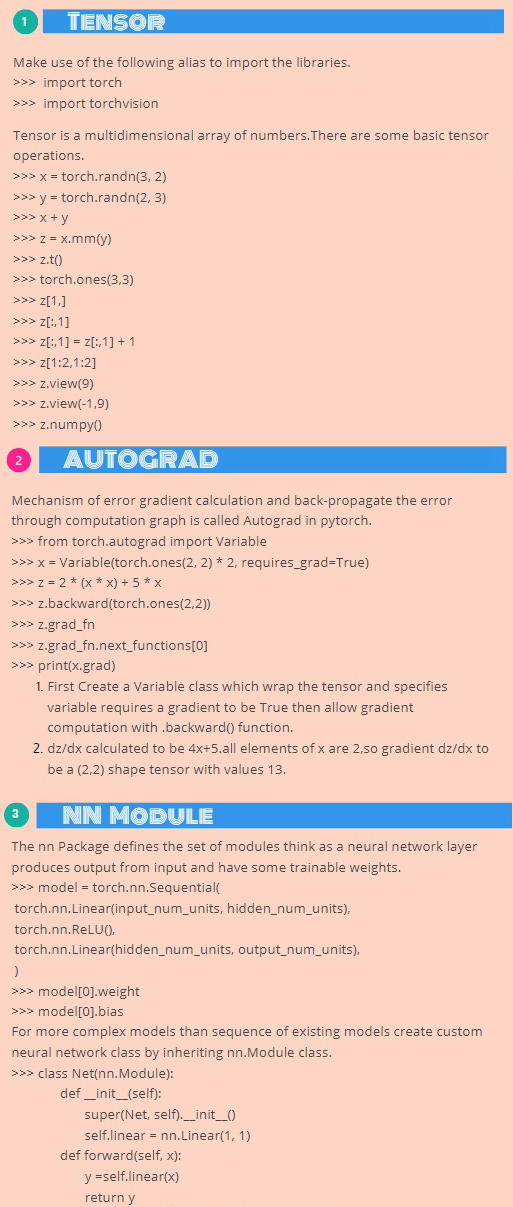 1 TENSOR
Make use of the following alias to import the libraries.
>>> import torch
>>> import torchvision
Tensor is a multidimensional array of numbers.There are some basic tensor
operations.
>>> x = torch.randn(3, 2)
>>> y = torch.randn(2, 3)
>>> x + y
>>> z = x.mm(y)
>>> z.t()
>>> torch.ones(3,3)
>>> z[1,]
>>> z[:,1]
>>> z[:,1] = z[:,1] + 1
>>> z[1:2,1:2]
>>> z.view(9)
>>> z.view(-1,9)
>>> z.numpy()
2 AUTOGRAD
Mechanism of error gradient calculation and back-propagate the error
through computation graph is called Autograd in pytorch.
>>> from torch.autograd import Variable
>>> x = Variable(torch.ones(2, 2) * 2, requires_grad=True)
>>> z = 2 * (x * x) + 5 * x
>>> z.backward(torch.ones(2,2))
>>> z.grad_fn
>>> z.grad_fn.next_functions[0]
>>> print(x.grad)
1. First Create a Variable class which wrap the tensor and specifies
variable requires a gradient to be True then allow gradient
computation with .backward() function.
2. dz/dx calculated to be 4x+5.all elements of x are 2,so gradient dz/dx to
be a (2,2) shape tensor with values 13.
3 NN MODULE
The nn Package defines the set of modules think as a neural network layer
produces output from input and have some trainable weights.
>>> model = torch.nn.Sequential(
torch.nn.Linear(input_num_units, hidden_num_units),
torch.nn.ReLU(),
torch.nn.Linear(hidden_num_units, output_num_units),
)
>>> model[0].weight
>>> model[0].bias
For more complex models than sequence of existing models create custom
neural network class by inheriting nn.Module class.
>>> class Net(nn.Module):
def __init__(self):
super(Net, self).__init__()
self.linear = nn.Linear(1, 1)
def forward(self, x):
y =self.linear(x)
return y